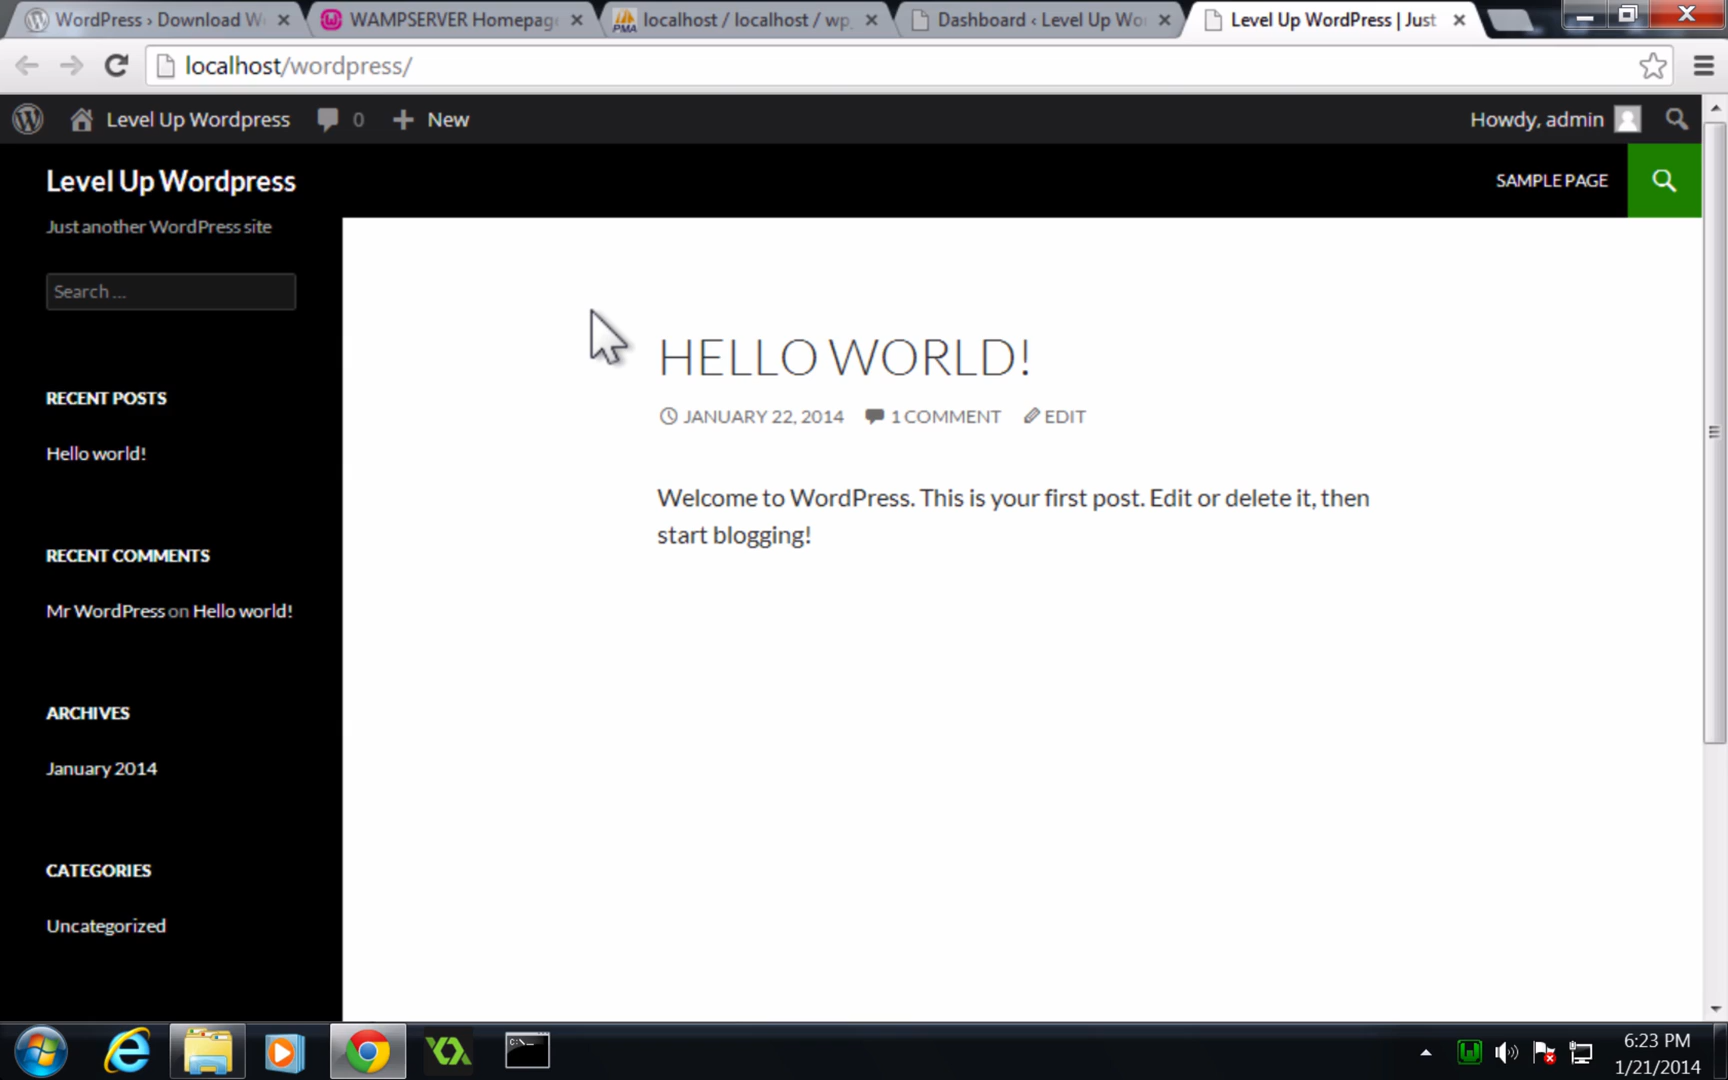 WordPress › Download W
WAMPSERVER Homepage
localhost / localhost / wp_
Dashboard ‹ Level Up Wor
Level Up WordPress | Just
localhost/wordpress/
Level Up Wordpress
0
New
Howdy, admin
Level Up Wordpress
SAMPLE PAGE
Just another WordPress site
Search ...
HELLO WORLD!
JANUARY 22, 2014
1 COMMENT
EDIT
Welcome to WordPress. This is your first post. Edit or delete it, then
start blogging!
RECENT POSTS
Hello world!
RECENT COMMENTS
Mr WordPress on Hello world!
ARCHIVES
January 2014
CATEGORIES
Uncategorized
6:23 PM
1/21/2014